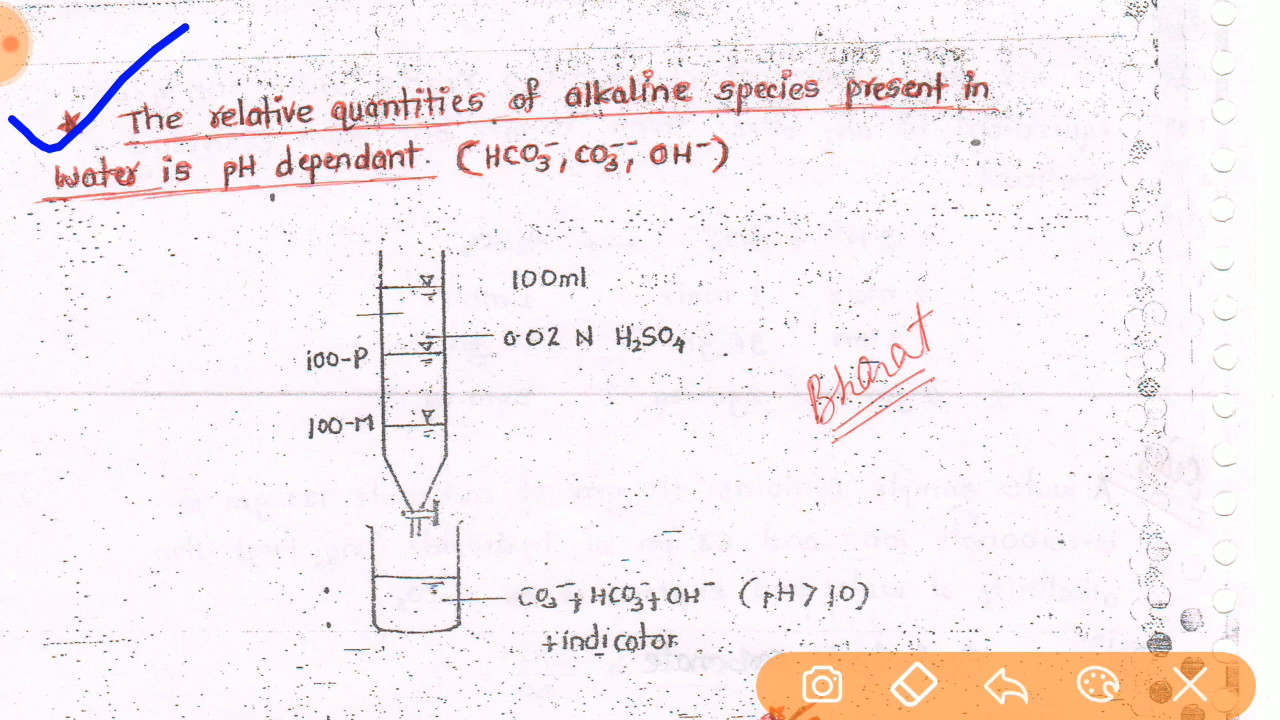 The relative quantities of alkaline species present in
water is pH dependant. (HCO3-, CO3--, OH-)
100ml
0.02 N H2SO4
100-P
100-M
Bharat
CO3--, HCO3-, OH- (pH > 10)
+indicator